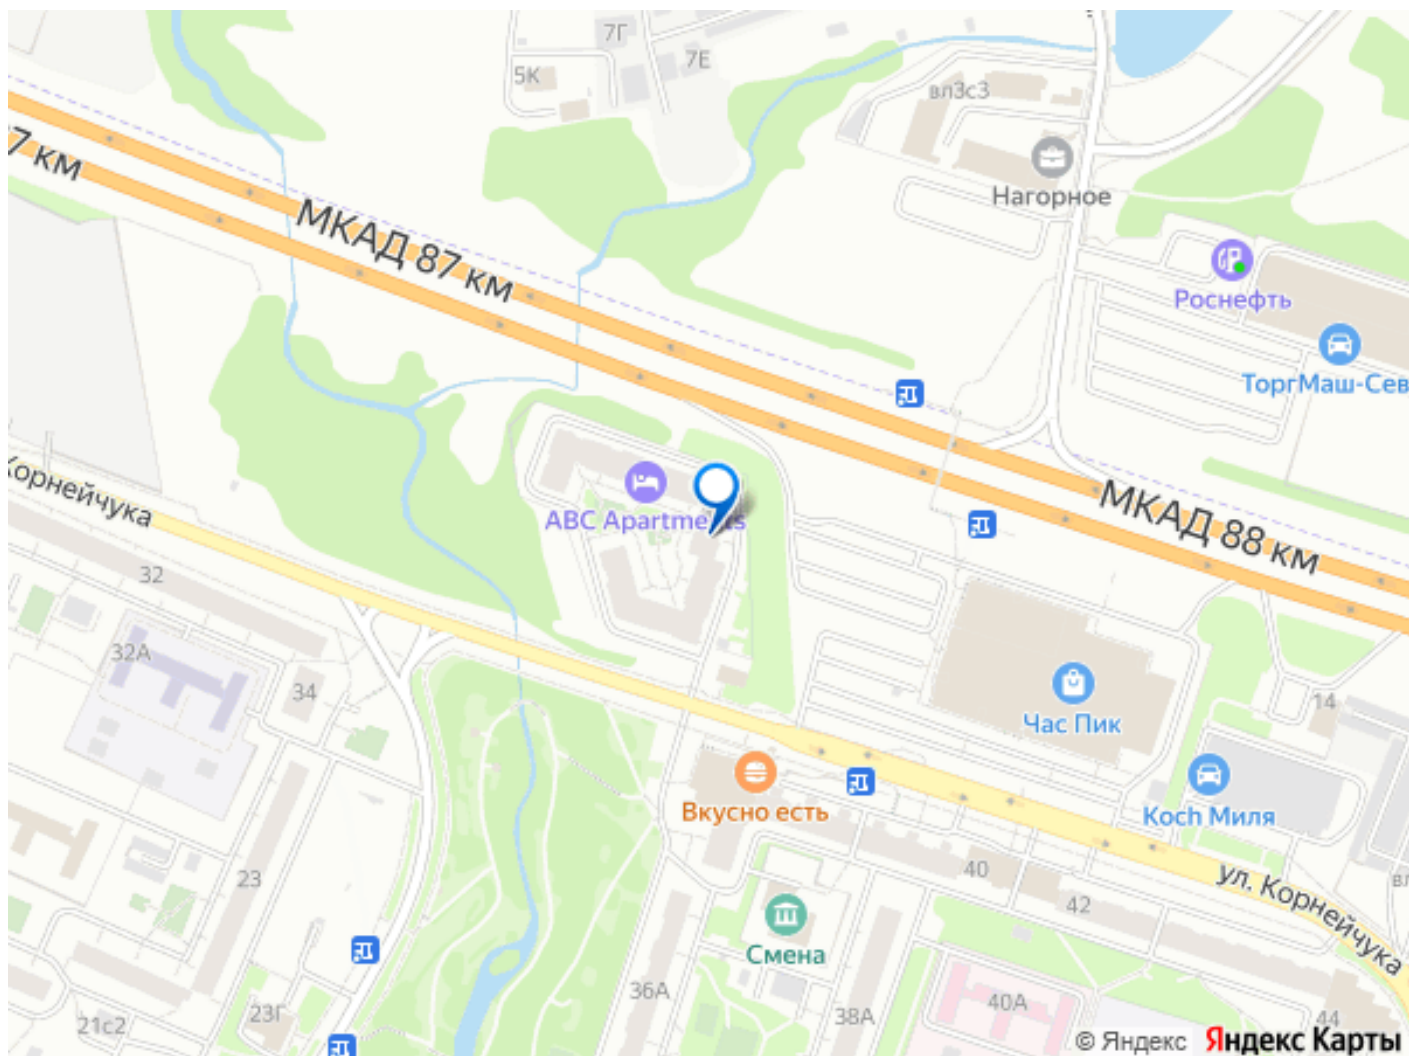 7Г
7Е
5К
вл3с3
Нагорное
7 км
МКАД 87 км
Роснефть
ТоргМаш-Сев
Корнейчука
ABC Apartments
МКАД 88 км
32
32А
34
Час Пик
14
Вкусно есть
Koch Миля
23
40
ул. Корнейчука
42
вл
Смена
36А
38А
40А
23Г
21с2
44
© Яндекс Яндекс Карты